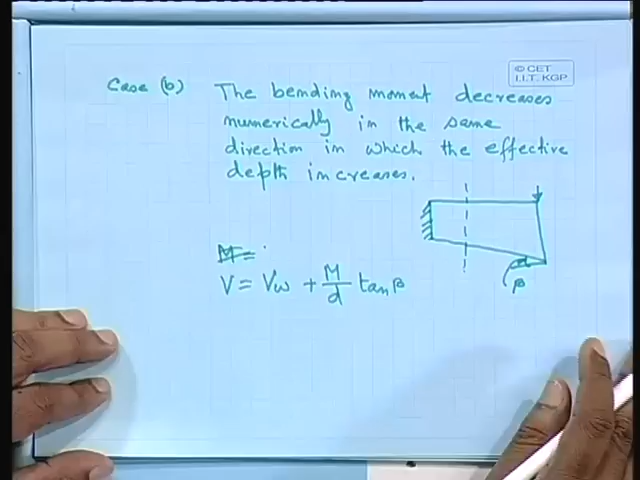 © CET
I.I.T. KGP
Case (b) The bending moment decreases
numerically in the same
direction in which the effective
depth increases.
M =
V = Vw + M/d tan β
β